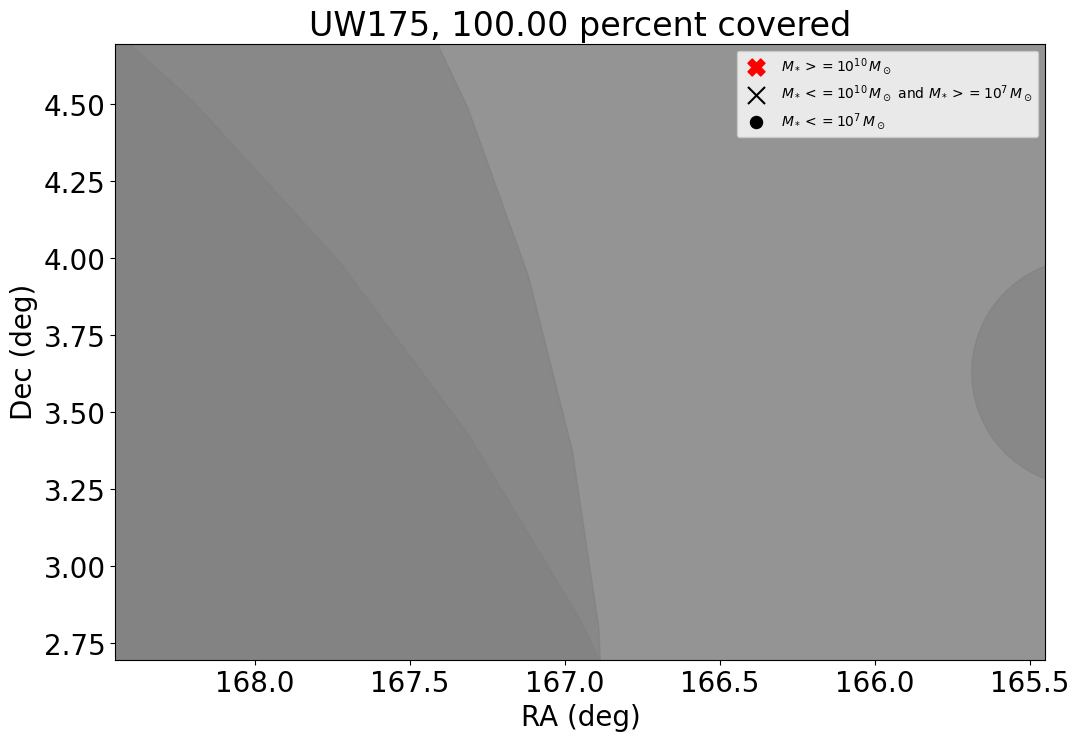 UW175, 100.00 percent covered
M* >= 10^10 M⊙
M* <= 10^10 M⊙ and M* >= 10^7 M⊙
M* <= 10^7 M⊙
4.50
4.25
4.00
3.75
3.50
3.25
3.00
2.75
Dec (deg)
168.0 167.5 167.0 166.5 166.0 165.5
RA (deg)